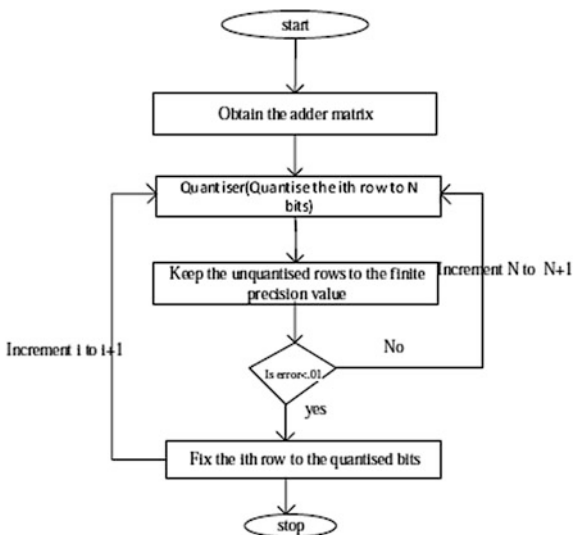 start
Obtain the adder matrix
Quantiser(Quantise the ith row to N
bits)
Keep the unquantised rows to the finite
precision value
Increment N to N+1
Increment i to i+1
No
Is error<.01
yes
Fix the ith row to the quantised bits
stop